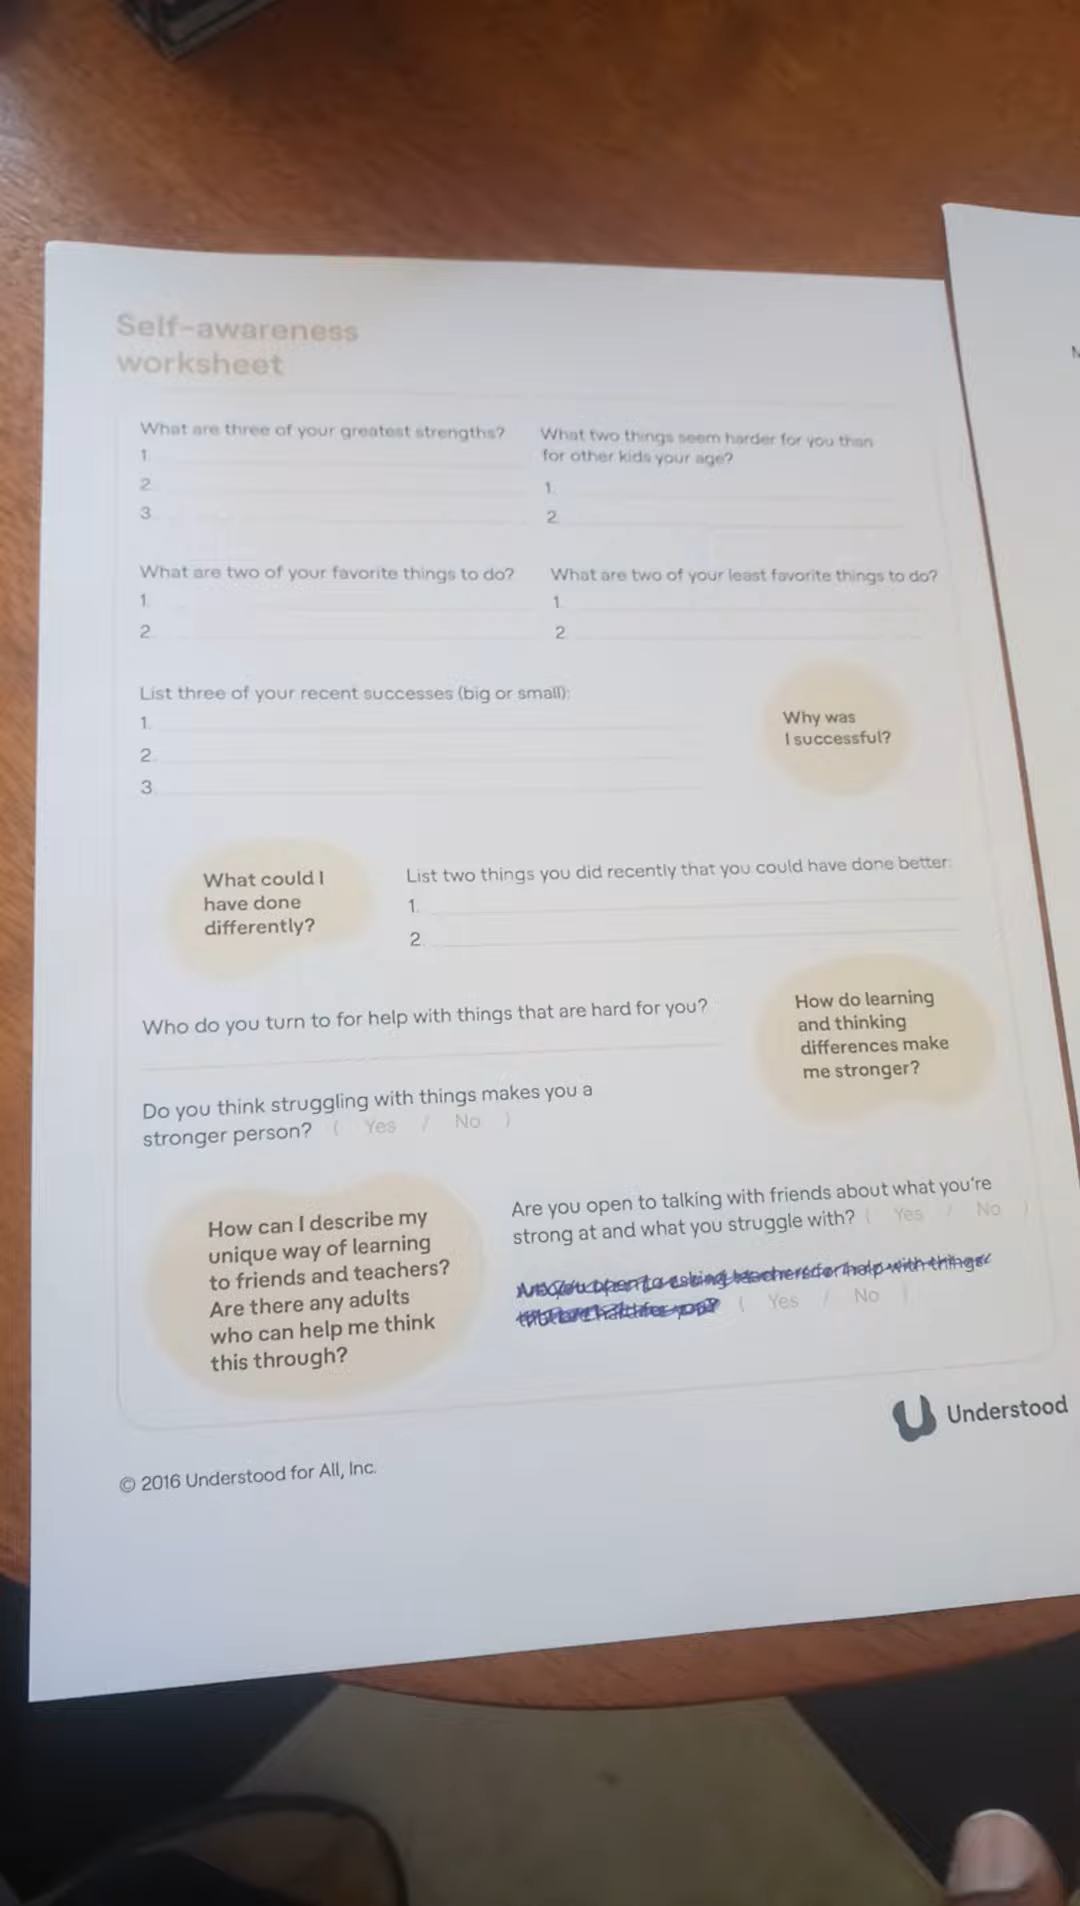 Self-awareness
worksheet
What are three of your greatest strengths?
1.
2.
3.
What two things seem harder for you than
for other kids your age?
1.
2.
What are two of your favorite things to do?
1.
2.
What are two of your least favorite things to do?
1.
2.
List three of your recent successes (big or small):
1.
2.
3.
Why was
I successful?
What could I
have done
differently?
List two things you did recently that you could have done better:
1.
2.
Who do you turn to for help with things that are hard for you?
How do learning
and thinking
differences make
me stronger?
Do you think struggling with things makes you a
stronger person? ( Yes / No )
How can I describe my
unique way of learning
to friends and teachers?
Are there any adults
who can help me think
this through?
Are you open to talking with friends about what you're
strong at and what you struggle with? ( Yes / No )
open to asking teachers for help with things
( Yes / No )
Understood
© 2016 Understood for All, Inc.